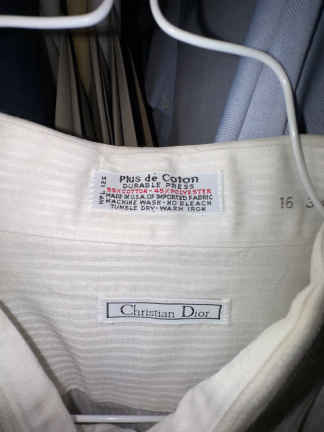 Plus de Coton
DURABLE PRESS
55% COTTON - 45% POLYESTER
MADE IN U.S.A. OF IMPORTED FABRIC
MACHINE WASH - NO BLEACH
TUMBLE DRY - WARM IRON
16
Christian Dior